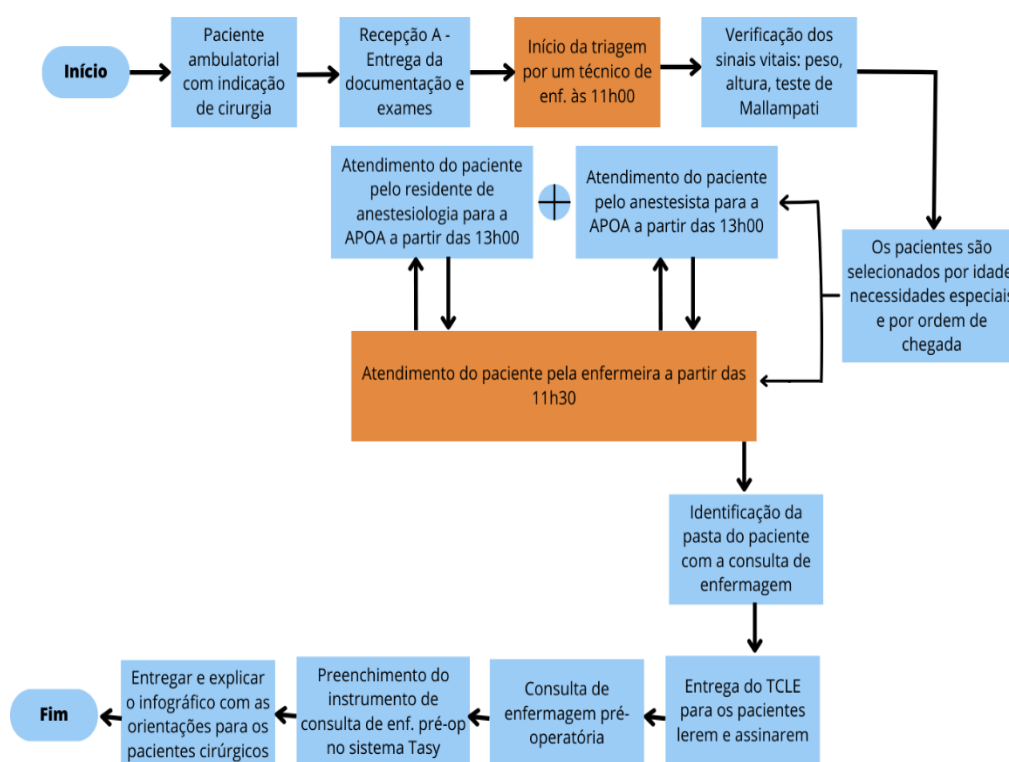 Início
Paciente
ambulatorial
com indicação
de cirurgia
Recepção A -
Entrega da
documentação e
exames
Início da triagem
por um técnico de
enf. às 11h00
Verificação dos
sinais vitais: peso,
altura, teste de
Mallampati
Atendimento do paciente
pelo residente de
anestesiologia para a
APOA a partir das 13h00
Atendimento do paciente
pelo anestesista para a
APOA a partir das 13h00
Os pacientes são
selecionados por idade
necessidades especiais
e por ordem de
chegada
Atendimento do paciente pela enfermeira a partir das
11h30
Identificação da
pasta do paciente
com a consulta de
enfermagem
Entrega do TCLE
para os pacientes
lerem e assinarem
Consulta de
enfermagem pré-
operatória
Preenchimento do
instrumento de
consulta de enf. pré-op
no sistema Tasy
Entregar e explicar
o infográfico com as
orientações para os
pacientes cirúrgicos
Fim